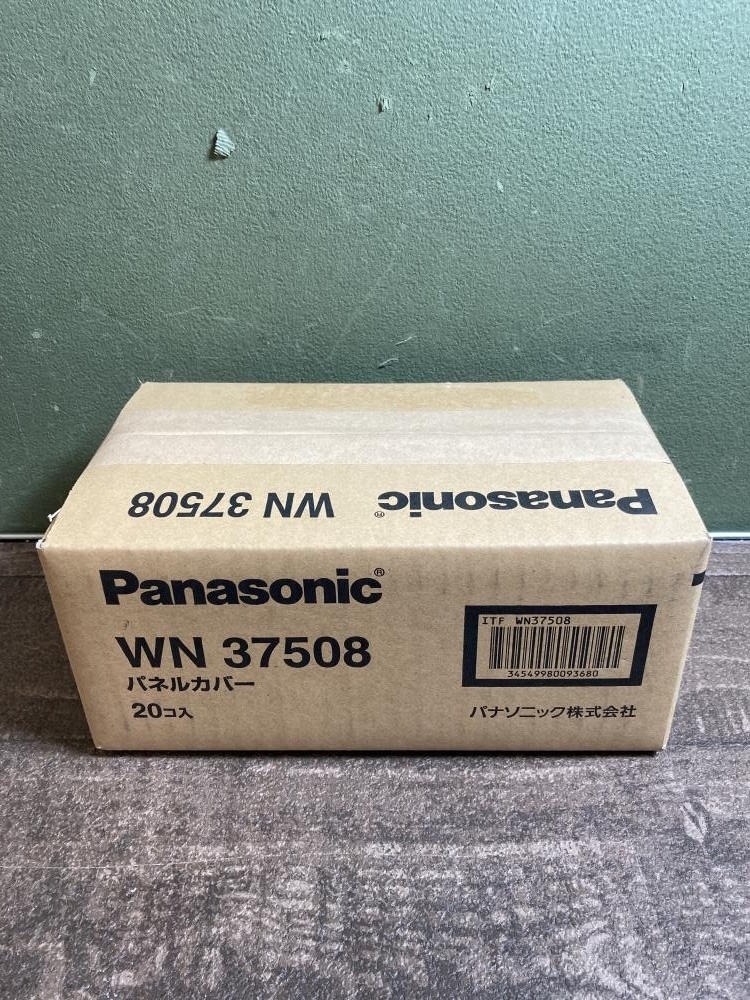 WN 37508 Panasonic®
Panasonic®
WN 37508
パネルカバー
20コ入
ITF WN37508
34549980093680
パナソニック株式会社